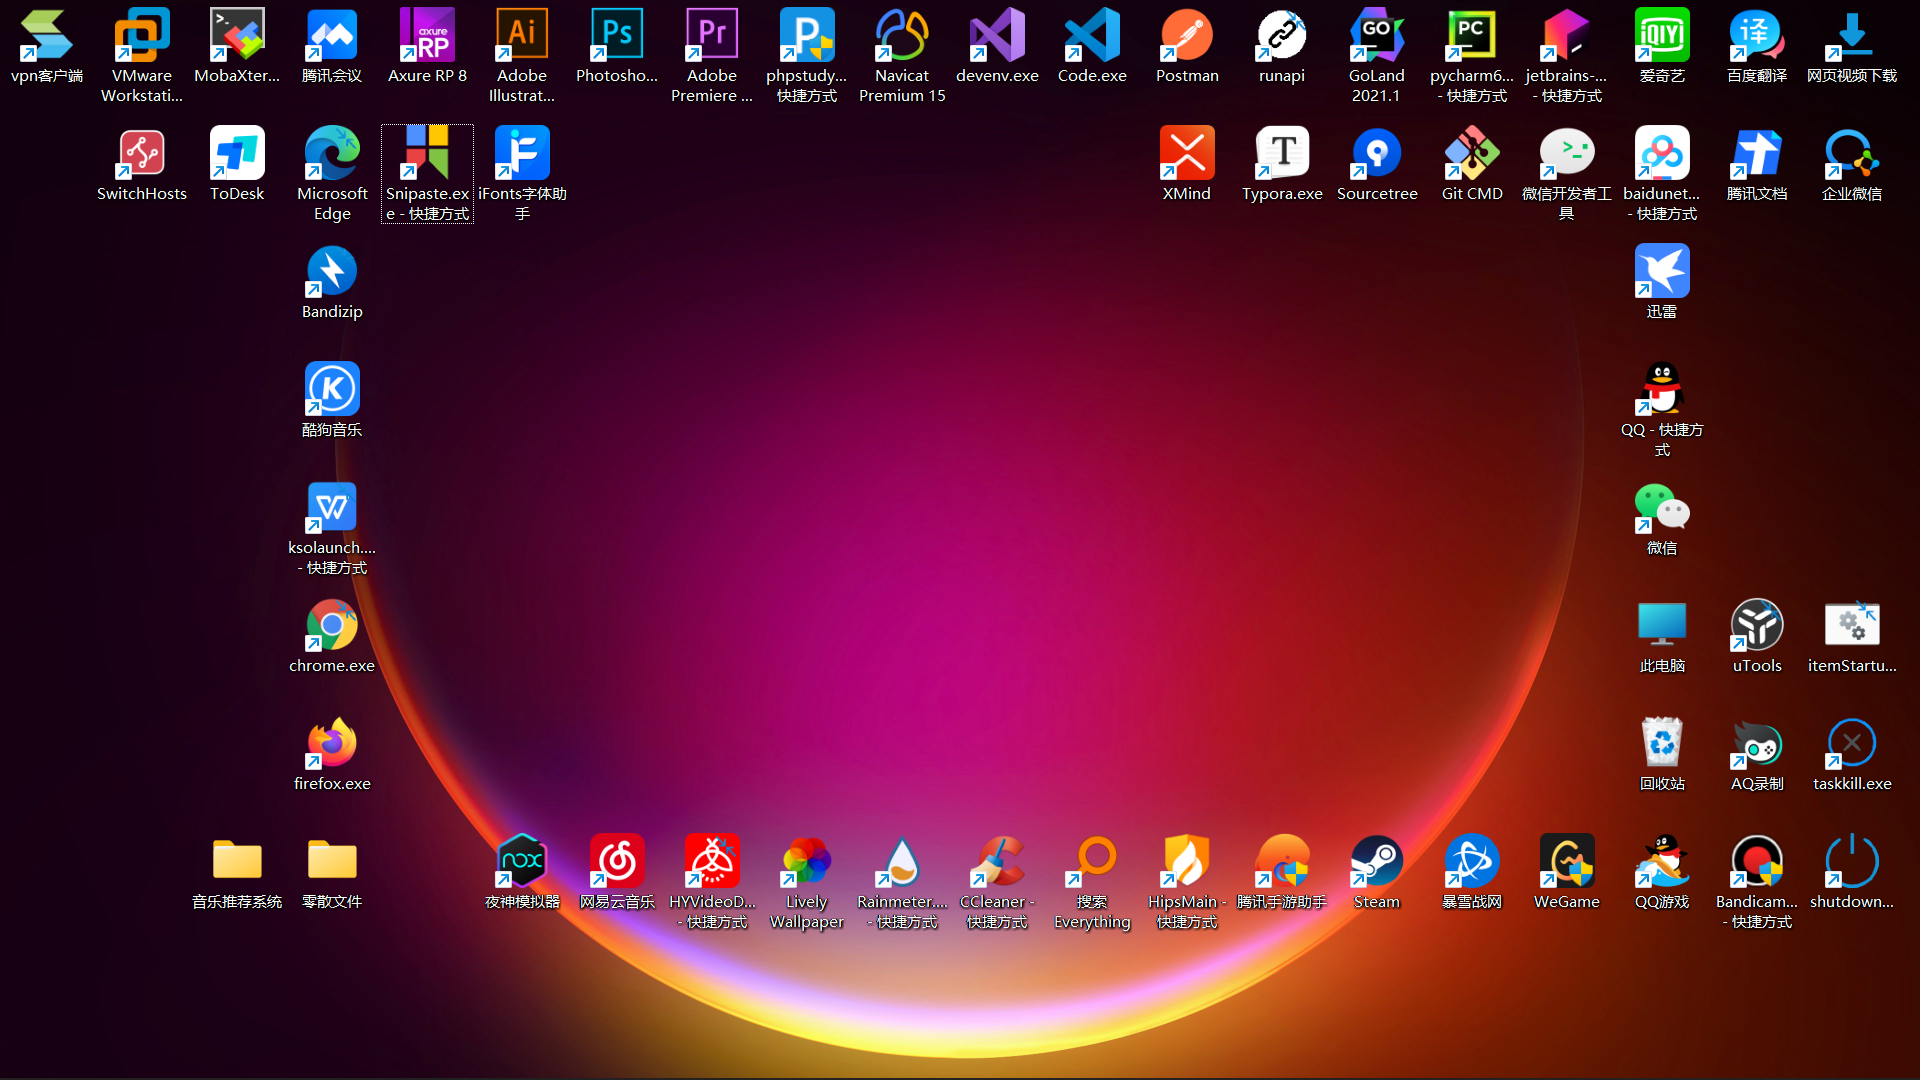 vpn客户端
VMware
Workstati...
MobaXter...
腾讯会议
Axure RP 8
Adobe
Illustrat...
Photosho...
Adobe
Premiere ...
phpstudy...
快捷方式
Navicat
Premium 15
devenv.exe
Code.exe
Postman
runapi
GoLand
2021.1
pycharm6...
- 快捷方式
jetbrains-...
- 快捷方式
爱奇艺
百度翻译
网页视频下载
axure
RP
Ai
Ps
Pr
P
GO
PC
iQIYI
译
SwitchHosts
ToDesk
Microsoft
Edge
Snipaste.ex
e - 快捷方式
iFonts字体助
手
XMind
Typora.exe
Sourcetree
Git CMD
微信开发者工
具
baidunet...
- 快捷方式
腾讯文档
企业微信
T
Bandizip
迅雷
K
酷狗音乐
QQ - 快捷方
式
W
ksolaunch....
- 快捷方式
微信
chrome.exe
此电脑
uTools
itemStartu...
firefox.exe
回收站
AQ录制
taskkill.exe
nox
音乐推荐系统
零散文件
夜神模拟器
网易云音乐
HYVideoD...
- 快捷方式
Lively
Wallpaper
Rainmeter....
- 快捷方式
CCleaner -
快捷方式
搜索
Everything
HipsMain -
快捷方式
腾讯手游助手
Steam
暴雪战网
WeGame
QQ游戏
Bandicam...
- 快捷方式
shutdown...